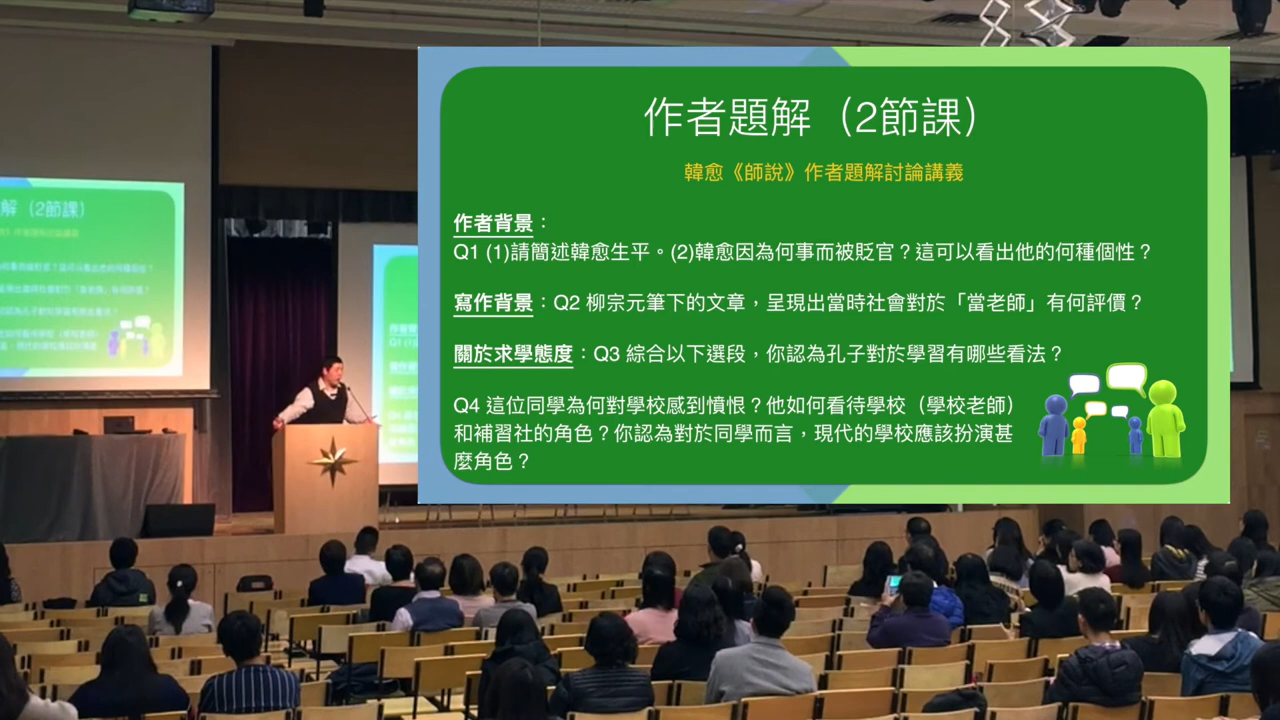 作者題解（2節課）
韓愈《師說》作者題解討論講義
作者背景：
Q1 (1)請簡述韓愈生平。(2)韓愈因為何事而被貶官？這可以看出他的何種個性？
寫作背景：Q2 柳宗元筆下的文章，呈現出當時社會對於「當老師」有何評價？
關於求學態度：Q3 綜合以下選段，你認為孔子對於學習有哪些看法？
Q4 這位同學為何對學校感到憤恨？他如何看待學校（學校老師）
和補習社的角色？你認為對於同學而言，現代的學校應該扮演甚
麼角色？
解（2節課）